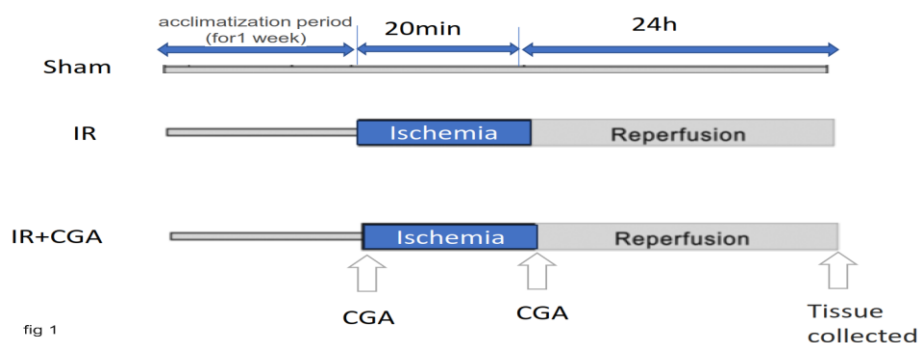 acclimatization period
(for1 week)
20min
24h
Sham
IR
Ischemia
Reperfusion
IR+CGA
Ischemia
Reperfusion
CGA
CGA
Tissue
collected
fig 1